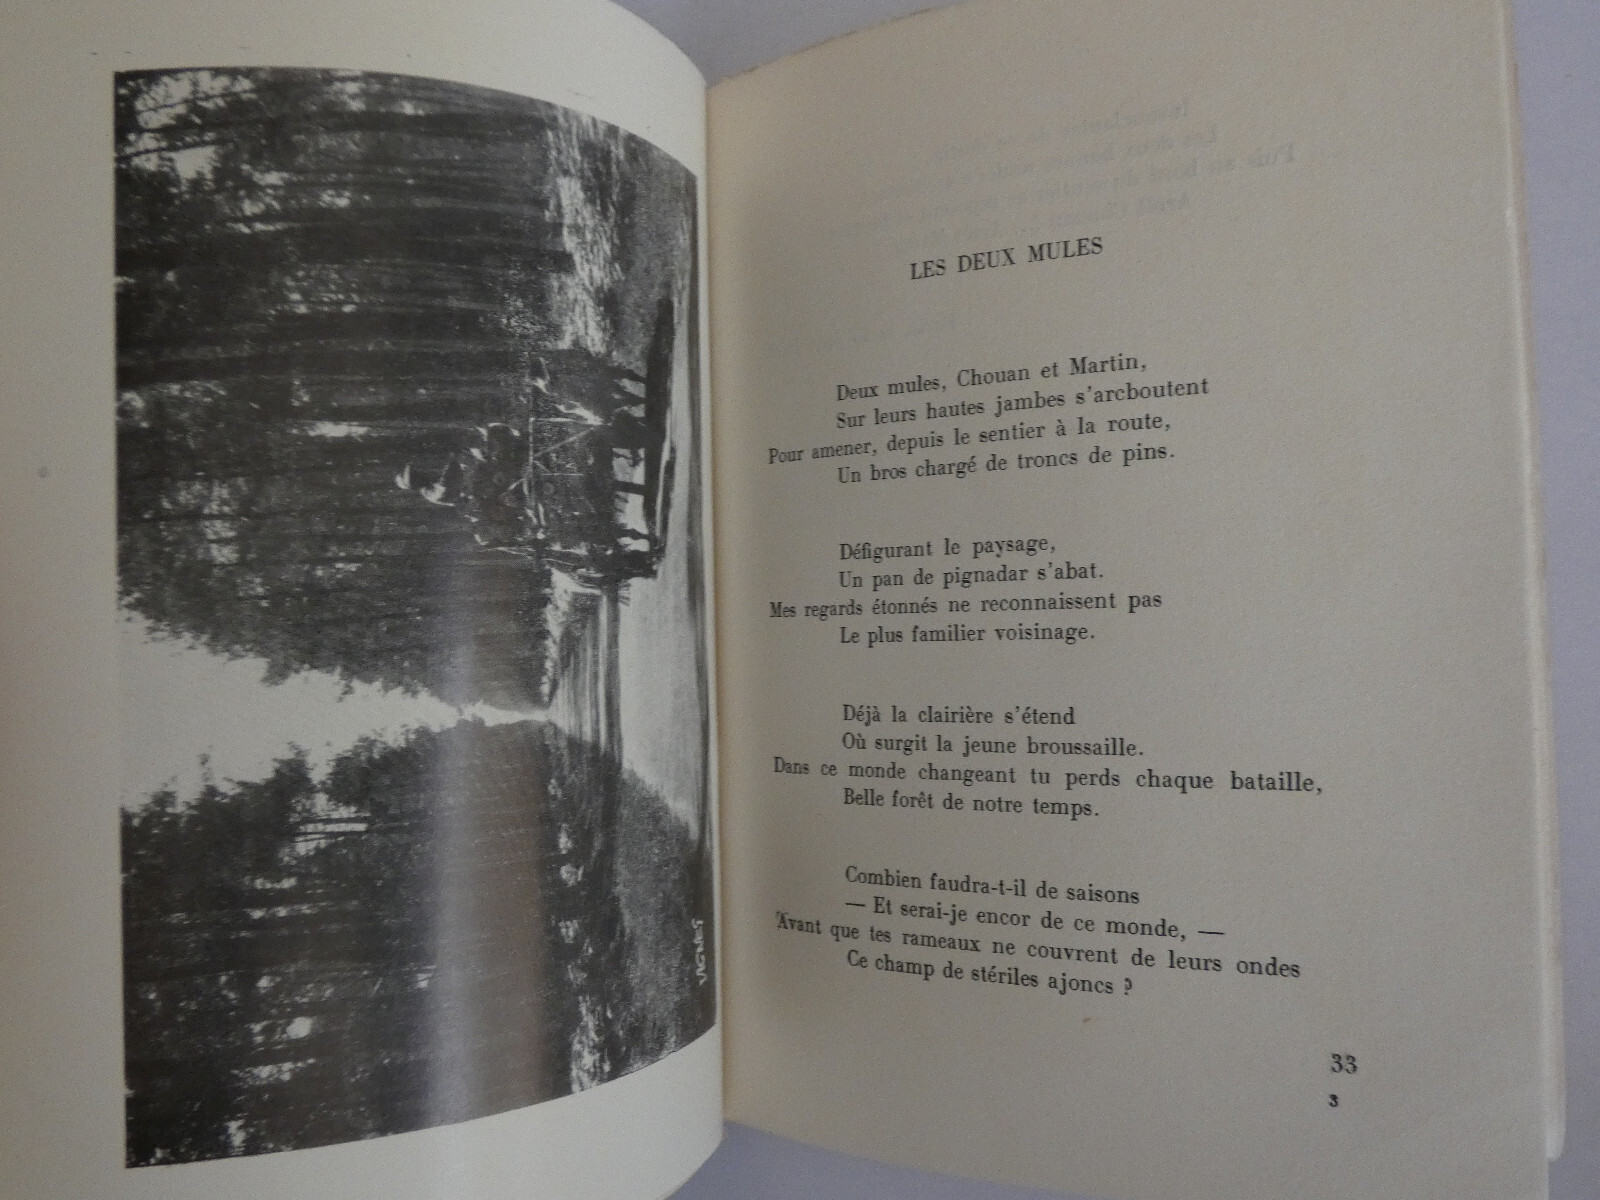 LES DEUX MULES
Deux mules, Chouan et Martin,
Sur leurs hautes jambes s'arcboutent
Pour amener, depuis le sentier à la route,
Un bros chargé de troncs de pins.
Défigurant le paysage,
Un pan de pignadar s'abat.
Mes regards étonnés ne reconnaissent pas
Le plus familier voisinage.
Déjà la clairière s'étend
Où surgit la jeune broussaille.
Dans ce monde changeant tu perds chaque bataille,
Belle forêt de notre temps.
Combien faudra-t-il de saisons
— Et serai-je encor de ce monde, —
Avant que tes rameaux ne couvrent de leurs ondes
Ce champ de stériles ajoncs ?
33
3